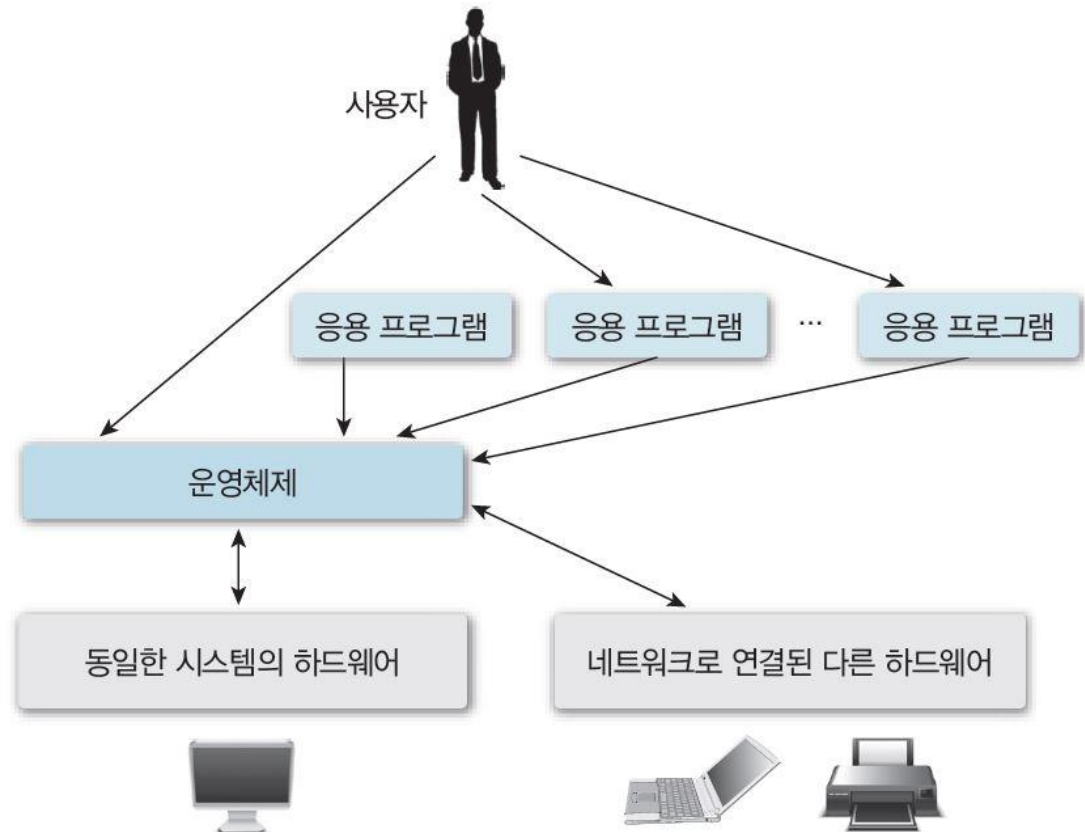 사용자
응용 프로그램
응용 프로그램
...
응용 프로그램
운영체제
동일한 시스템의 하드웨어
네트워크로 연결된 다른 하드웨어